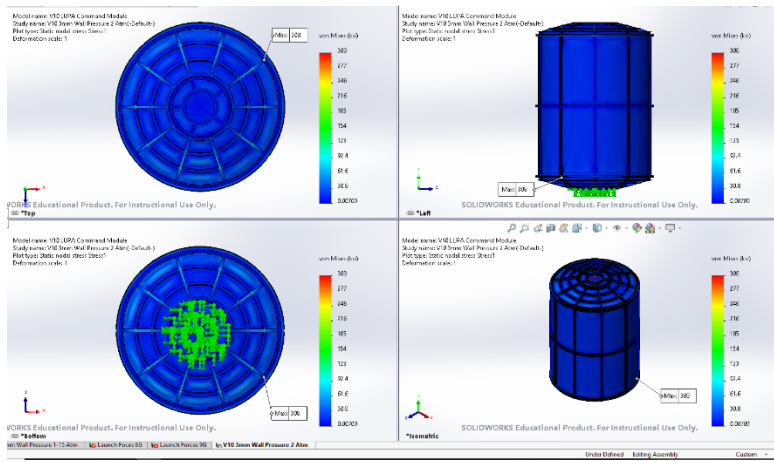 Model name: V10 LUPA Command Module
Study name: V10 3mm Wall Pressure 2 Atm(-Default-)
Plot type: Static nodal stress Stress1
Deformation scale: 1
Max: 308
von Mises (ksi)
308
277
246
216
185
154
123
92.4
61.6
30.8
0.00789
SOLIDWORKS Educational Product. For Instructional Use Only.
*Top
Model name: V10 LUPA Command Module
Study name: V10 3mm Wall Pressure 2 Atm(-Default-)
Plot type: Static nodal stress Stress1
Deformation scale: 1
Max: 308
von Mises (ksi)
308
277
246
216
185
154
123
92.4
61.6
30.8
0.00789
SOLIDWORKS Educational Product. For Instructional Use Only.
*Left
Model name: V10 LUPA Command Module
Study name: V10 3mm Wall Pressure 2 Atm(-Default-)
Plot type: Static nodal stress Stress1
Deformation scale: 1
Max: 308
von Mises (ksi)
308
277
246
216
185
154
123
92.4
61.6
30.8
0.00789
WORKS Educational Product. For Instructional Use Only.
*Bottom
Model name: V10 LUPA Command Module
Study name: V10 3mm Wall Pressure 2 Atm(-Default-)
Plot type: Static nodal stress Stress1
Deformation scale: 1
Max: 308
von Mises (ksi)
308
277
246
216
185
154
123
92.4
61.6
30.8
0.00789
SOLIDWORKS Educational Product. For Instructional Use Only.
*Isometric
mm Wall Pressure 1-15 Atm Launch Forces 6G Launch Forces 9G V10 3mm Wall Pressure 2 Atm
Under Defined Editing Assembly Custom